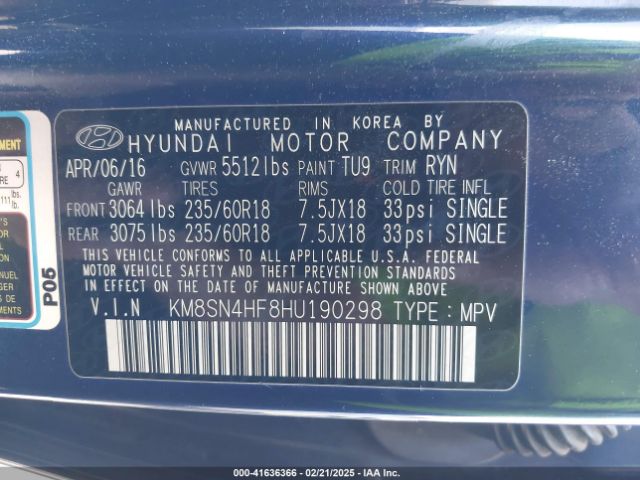 MANUFACTURED IN KOREA BY
HYUNDAI MOTOR COMPANY
APR/06/16 GVWR 5512lbs PAINT TU9 TRIM RYN
GAWR TIRES RIMS COLD TIRE INFL
FRONT 3064lbs 235/60R18 7.5JX18 33psi SINGLE
REAR 3075lbs 235/60R18 7.5JX18 33psi SINGLE
THIS VEHICLE CONFORMS TO ALL APPLICABLE U.S.A. FEDERAL
MOTOR VEHICLE SAFETY AND THEFT PREVENTION STANDARDS
IN EFFECT ON THE DATE OF MANUFACTURE SHOWN ABOVE.
V.I.N KM8SN4HF8HU190298 TYPE : MPV
4
lbs.
P05
000-41636366 - 02/21/2025 - IAA Inc.